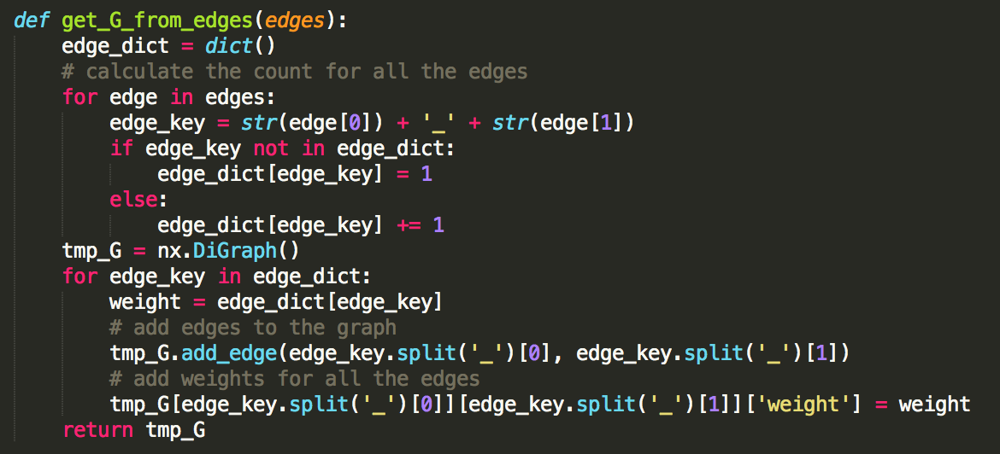 def get_G_from_edges(edges):
    edge_dict = dict()
    # calculate the count for all the edges
    for edge in edges:
        edge_key = str(edge[0]) + '_' + str(edge[1])
        if edge_key not in edge_dict:
            edge_dict[edge_key] = 1
        else:
            edge_dict[edge_key] += 1
    tmp_G = nx.DiGraph()
    for edge_key in edge_dict:
        weight = edge_dict[edge_key]
        # add edges to the graph
        tmp_G.add_edge(edge_key.split('_')[0], edge_key.split('_')[1])
        # add weights for all the edges
        tmp_G[edge_key.split('_')[0]][edge_key.split('_')[1]]['weight'] = weight
    return tmp_G